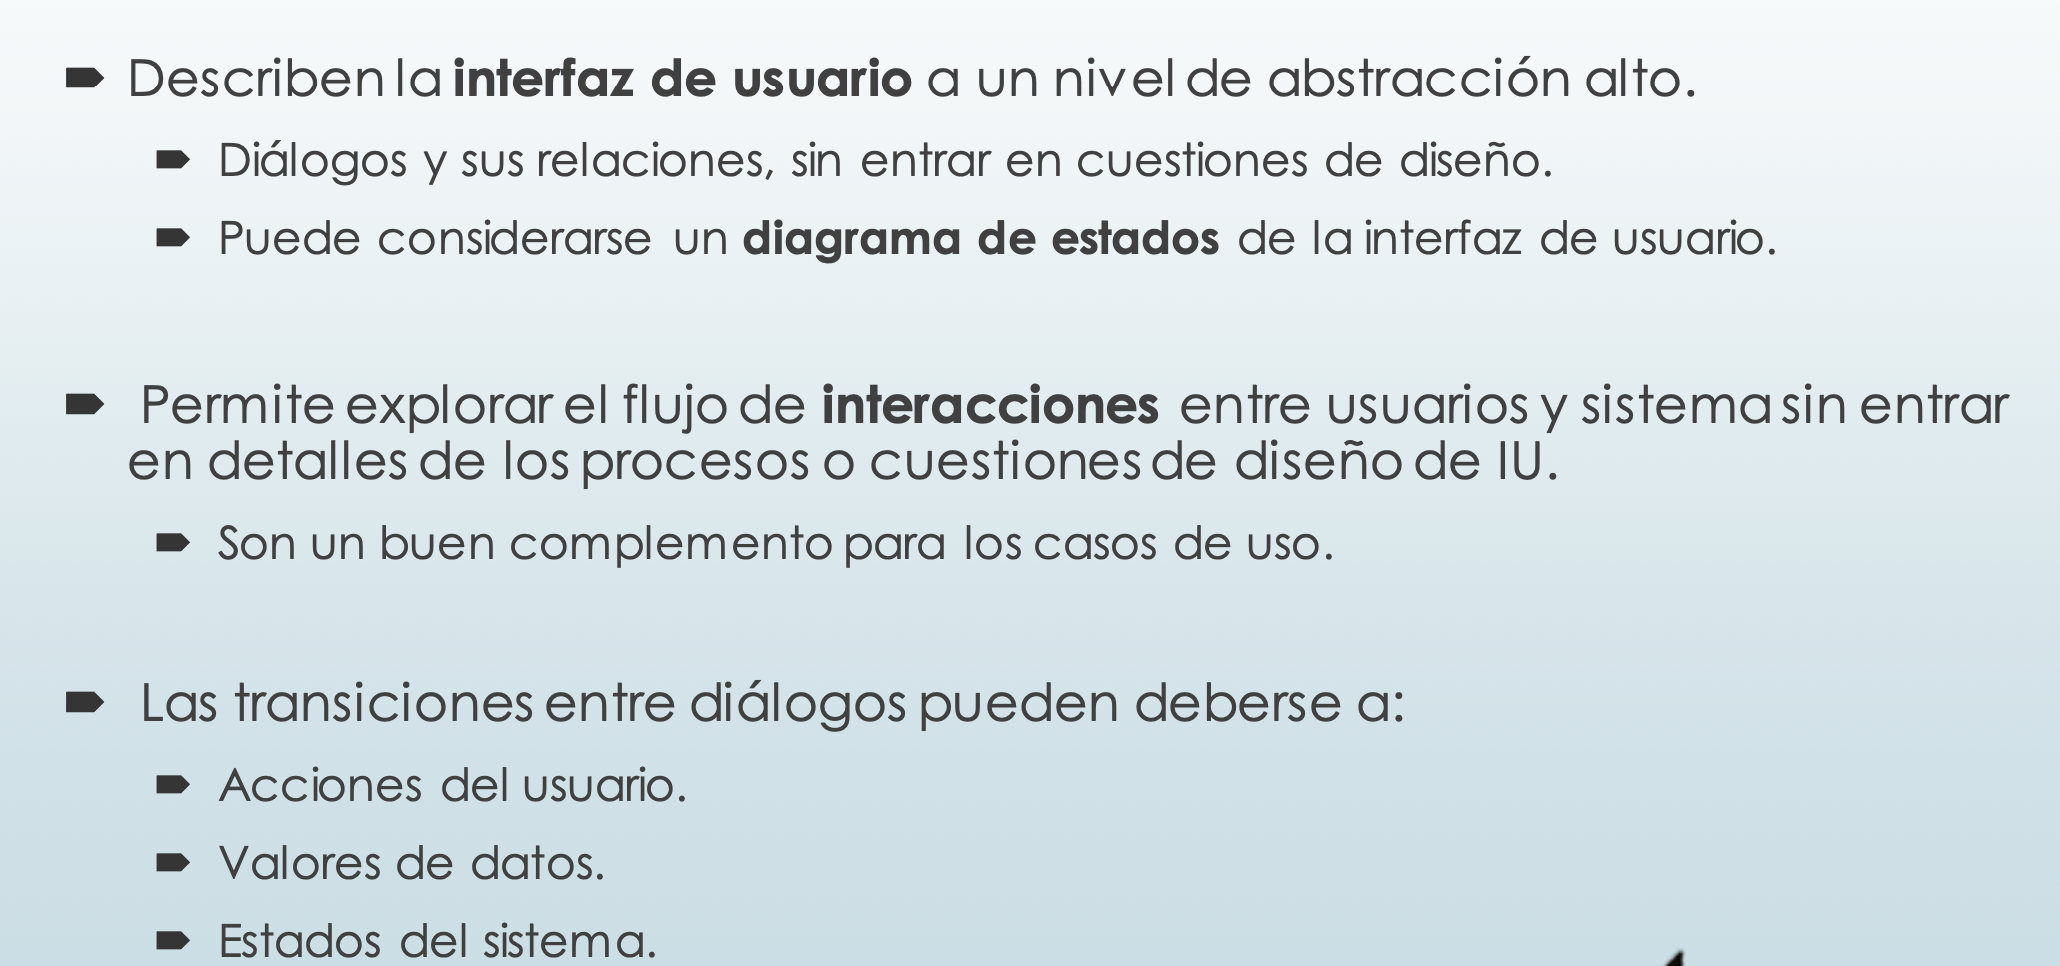 Describen la interfaz de usuario a un nivel de abstracción alto.
Diálogos y sus relaciones, sin entrar en cuestiones de diseño.
Puede considerarse un diagrama de estados de la interfaz de usuario.
Permite explorar el flujo de interacciones entre usuarios y sistema sin entrar
en detalles de los procesos o cuestiones de diseño de IU.
Son un buen complemento para los casos de uso.
Las transiciones entre diálogos pueden deberse a:
Acciones del usuario.
Valores de datos.
Estados del sistema.